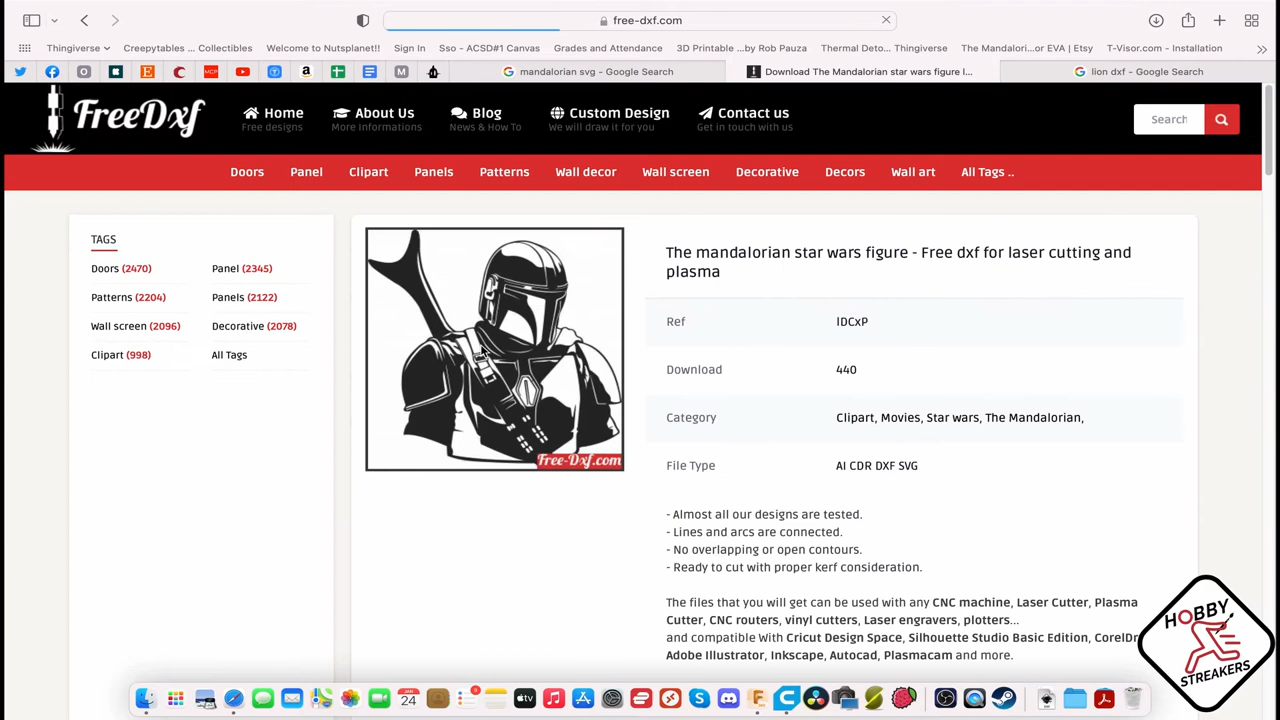 free-dxf.com
Thingiverse
Creepytables ... Collectibles
Welcome to Nutsplanet!!
Sign In
Sso - ACSD#1 Canvas
Grades and Attendance
3D Printable ...by Rob Pauza
Thermal Deto... Thingiverse
The Mandalori...or EVA | Etsy
T-Visor.com - Installation
MCP
M
mandalorian svg - Google Search
Download The Mandalorian star wars figure l...
lion dxf - Google Search
FreeDxf
Home
Free designs
About Us
More Informations
Blog
News & How To
Custom Design
We will draw it for you
Contact us
Get in touch with us
Search
Doors
Panel
Clipart
Panels
Patterns
Wall decor
Wall screen
Decorative
Decors
Wall art
All Tags ..
TAGS
Doors (2470)
Panel (2345)
Patterns (2204)
Panels (2122)
Wall screen (2096)
Decorative (2078)
Clipart (998)
All Tags
Free-Dxf.com
The mandalorian star wars figure - Free dxf for laser cutting and
plasma
Ref
Download
440
Category
Clipart, Movies, Star wars, The Mandalorian,
File Type
AI CDR DXF SVG
- Almost all our designs are tested.
- Lines and arcs are connected.
- No overlapping or open contours.
- Ready to cut with proper kerf consideration.
The files that you will get can be used with any CNC machine, Laser Cutter, Plasma
Cutter, CNC routers, vinyl cutters, Laser engravers, plotters...
and compatible With Cricut Design Space, Silhouette Studio Basic Edition, CorelDr
Adobe Illustrator, Inkscape, Autocad, Plasmacam and more.
HOBBY
STREAKERS
JAN
24
tv